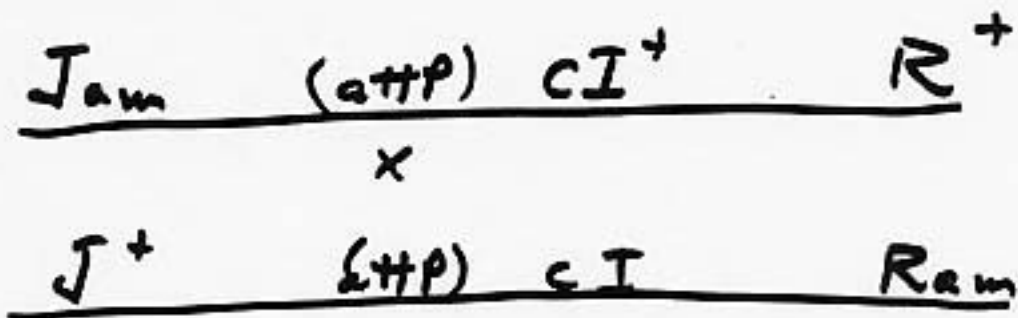 Jam (attP) cI⁺ R⁺
x
J⁺ (attP) cI Ram